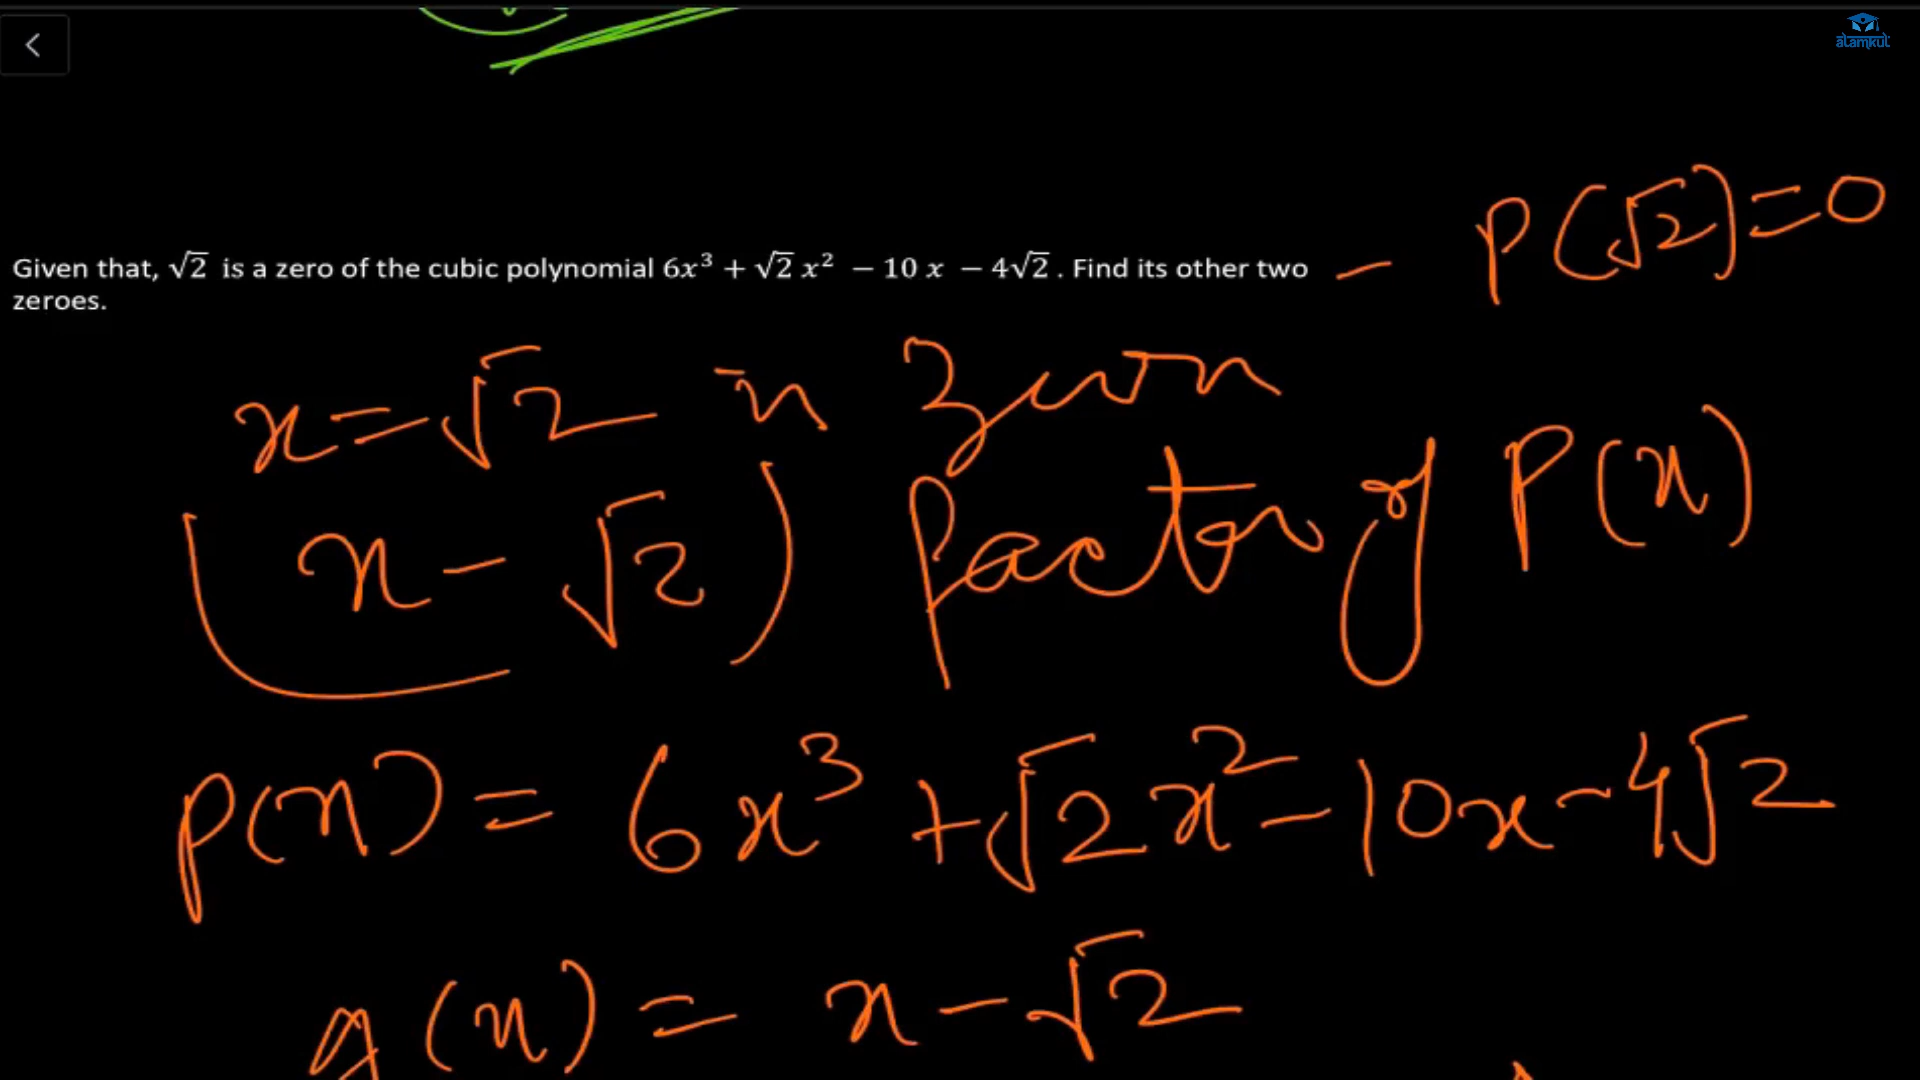 alamkul
Given that, √2 is a zero of the cubic polynomial 6x³ + √2 x² − 10 x − 4√2 . Find its other two
zeroes.
− P(√2)=0
x=√2 is
(x−√2) factor of P(x)
p(x) = 6x³ + √2x² − 10x − 4√2
g(x) = x − √2